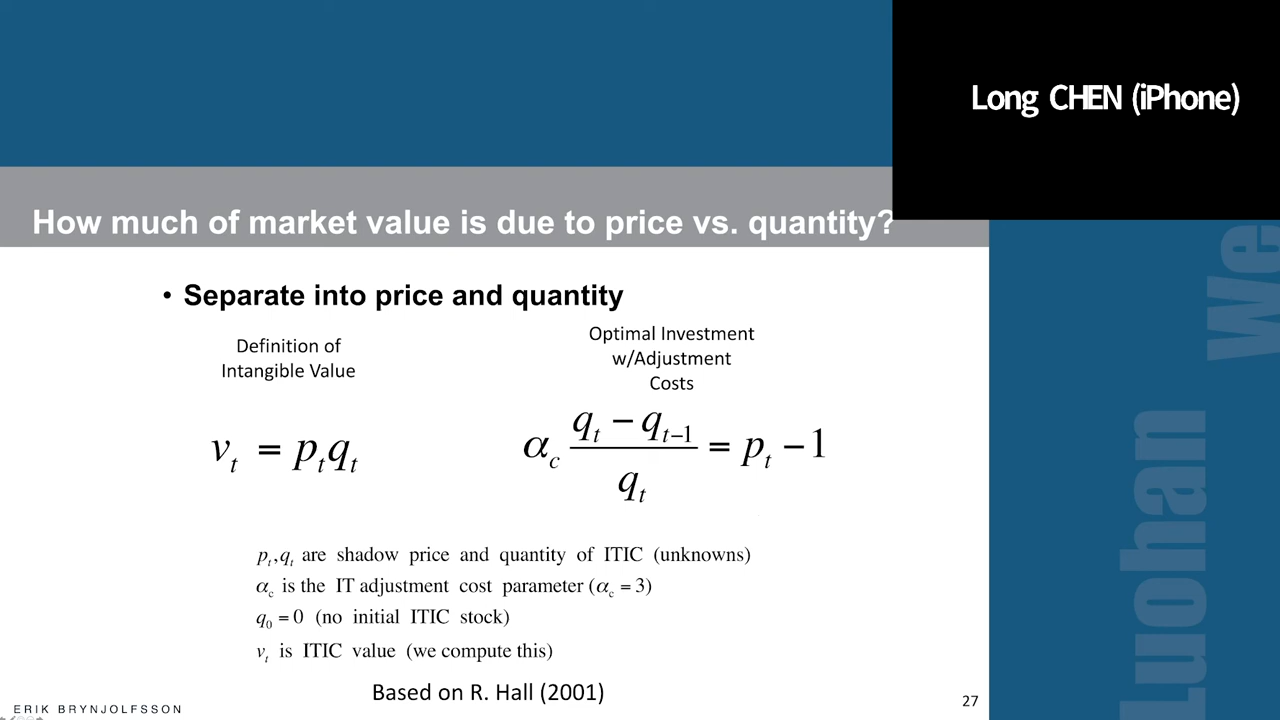 Long CHEN (iPhone)
How much of market value is due to price vs. quantity?
• Separate into price and quantity
Definition of
Intangible Value
Optimal Investment
w/Adjustment
Costs
v_t = p_t q_t
α_c (q_t − q_{t−1}) / q_t = p_t − 1
p_t, q_t are shadow price and quantity of ITIC (unknowns)
α_c is the IT adjustment cost parameter (α_c = 3)
q_0 = 0 (no initial ITIC stock)
v_t is ITIC value (we compute this)
Based on R. Hall (2001)
ERIK BRYNJOLFSSON
27
Luohan We